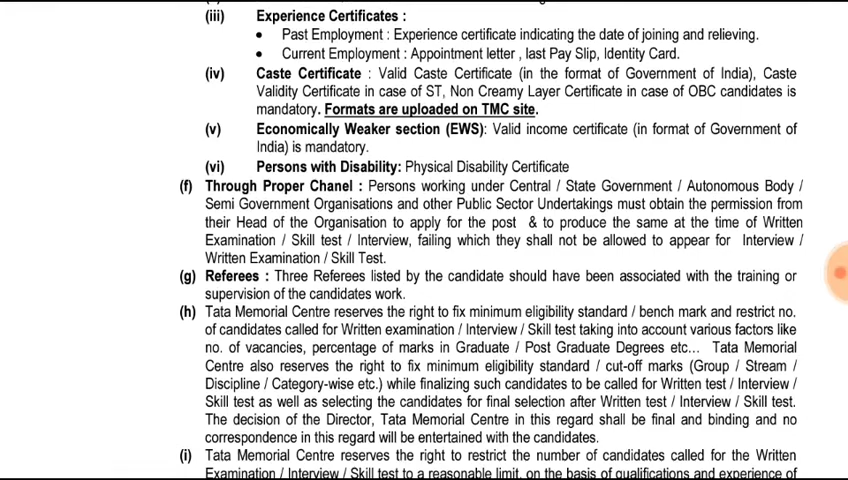 (iii) Experience Certificates :
• Past Employment : Experience certificate indicating the date of joining and relieving.
• Current Employment : Appointment letter , last Pay Slip, Identity Card.
(iv) Caste Certificate : Valid Caste Certificate (in the format of Government of India), Caste
Validity Certificate in case of ST, Non Creamy Layer Certificate in case of OBC candidates is
mandatory. Formats are uploaded on TMC site.
(v) Economically Weaker section (EWS): Valid income certificate (in format of Government of
India) is mandatory.
(vi) Persons with Disability: Physical Disability Certificate
(f) Through Proper Chanel : Persons working under Central / State Government / Autonomous Body /
Semi Government Organisations and other Public Sector Undertakings must obtain the permission from
their Head of the Organisation to apply for the post & to produce the same at the time of Written
Examination / Skill test / Interview, failing which they shall not be allowed to appear for Interview /
Written Examination / Skill Test.
(g) Referees : Three Referees listed by the candidate should have been associated with the training or
supervision of the candidates work.
(h) Tata Memorial Centre reserves the right to fix minimum eligibility standard / bench mark and restrict no.
of candidates called for Written examination / Interview / Skill test taking into account various factors like
no. of vacancies, percentage of marks in Graduate / Post Graduate Degrees etc... Tata Memorial
Centre also reserves the right to fix minimum eligibility standard / cut-off marks (Group / Stream /
Discipline / Category-wise etc.) while finalizing such candidates to be called for Written test / Interview /
Skill test as well as selecting the candidates for final selection after Written test / Interview / Skill test.
The decision of the Director, Tata Memorial Centre in this regard shall be final and binding and no
correspondence in this regard will be entertained with the candidates.
(i) Tata Memorial Centre reserves the right to restrict the number of candidates called for the Written
Examination / Interview / Skill test to a reasonable limit, on the basis of qualifications and experience of